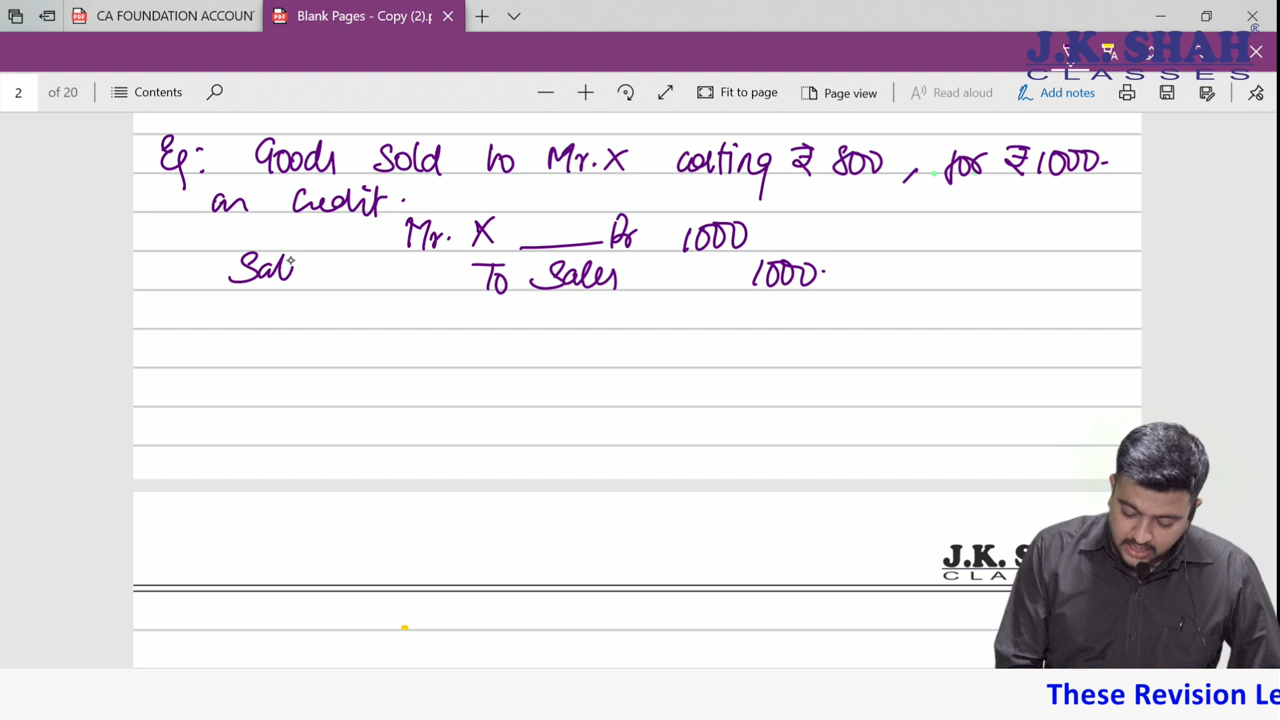 CA FOUNDATION ACCOUN
Blank Pages - Copy (2).p
J.K. SHAH®
CLASSES
2 of 20
Contents
Fit to page
Page view
Read aloud
Add notes
Eg: Goods sold to Mr. X costing ₹ 800, for ₹ 1000.
on credit.
Mr. X ____ Dr 1000
Sal
To Sales 1000.
J.K. S
CLA
These Revision Le